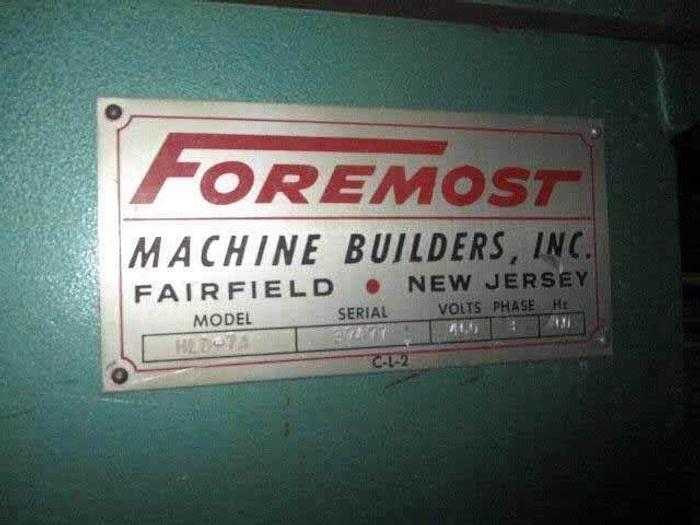 FOREMOST
MACHINE BUILDERS, INC.
FAIRFIELD • NEW JERSEY
MODEL SERIAL VOLTS PHASE Hz
C-L-2